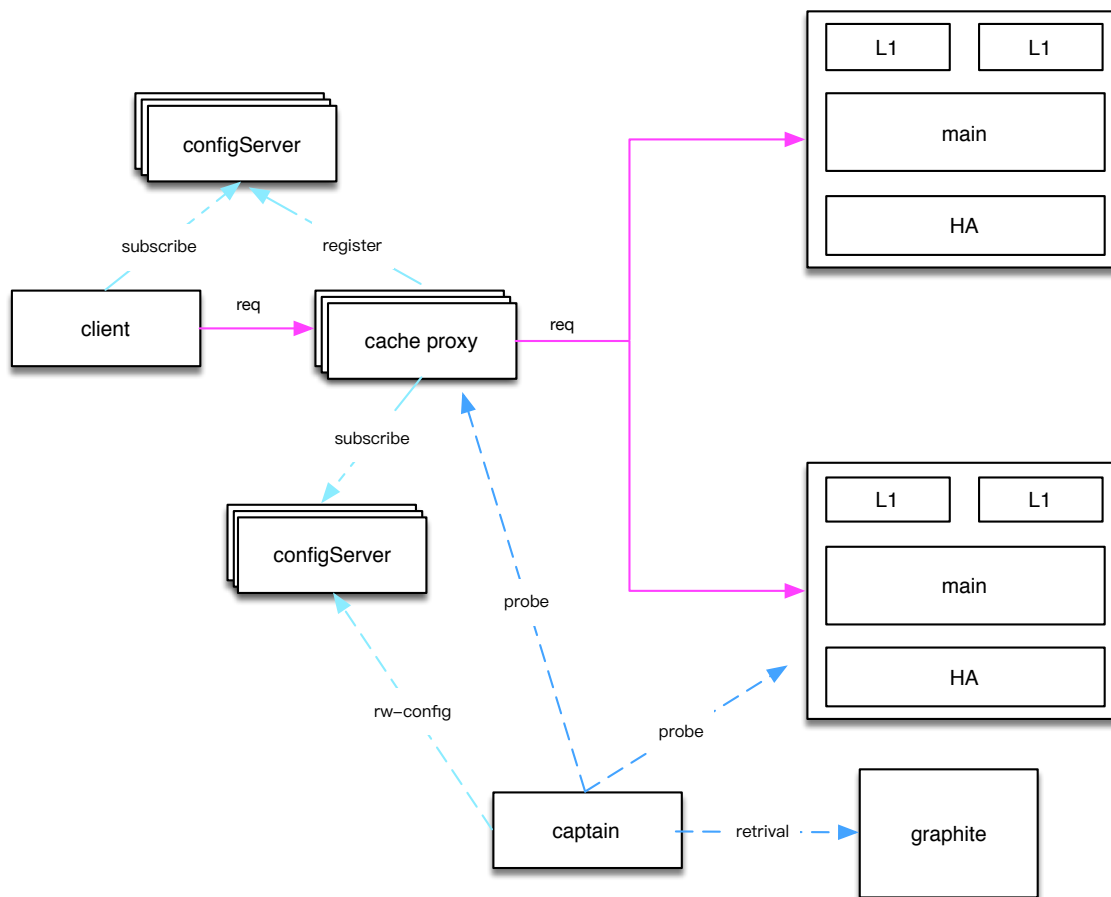 L1
L1
main
HA
configServer
subscribe
register
client
req
cache proxy
req
subscribe
configServer
probe
rw-config
L1
L1
main
HA
probe
captain
retrival
graphite